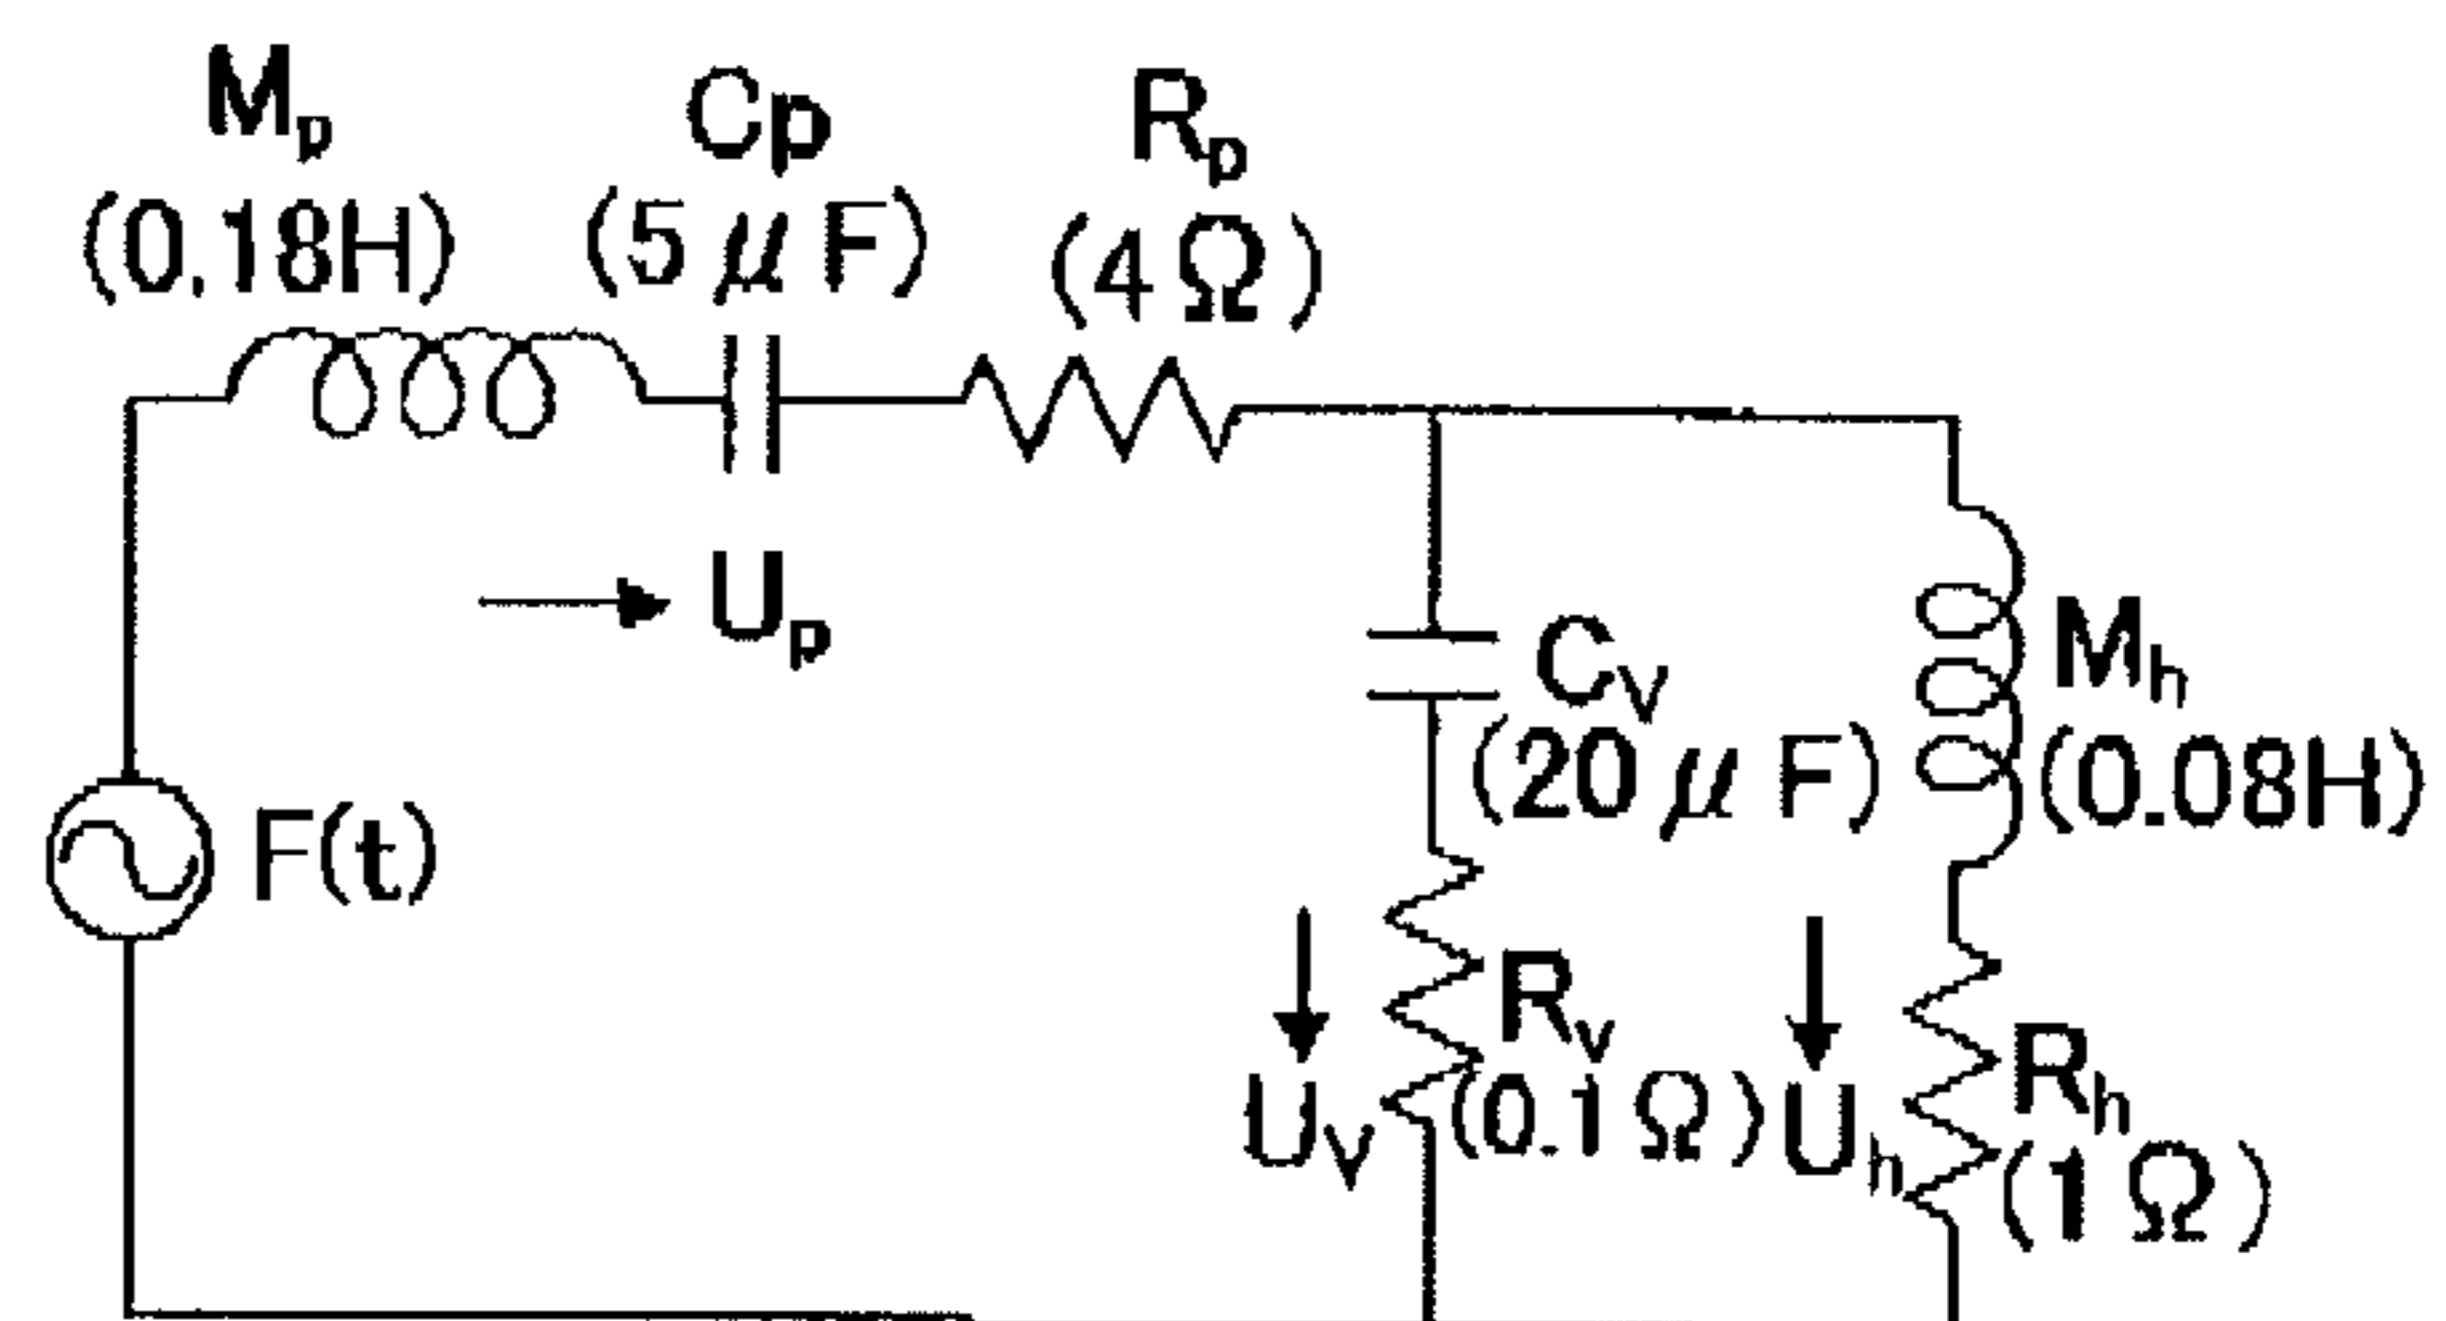 Mp
(0.18H)
Cp
(5μF)
Rp
(4Ω)
Up
F(t)
Cv
(20μF)
Mh
(0.08H)
Rv
(0.1Ω)
Uv
Uh
Rh
(1Ω)